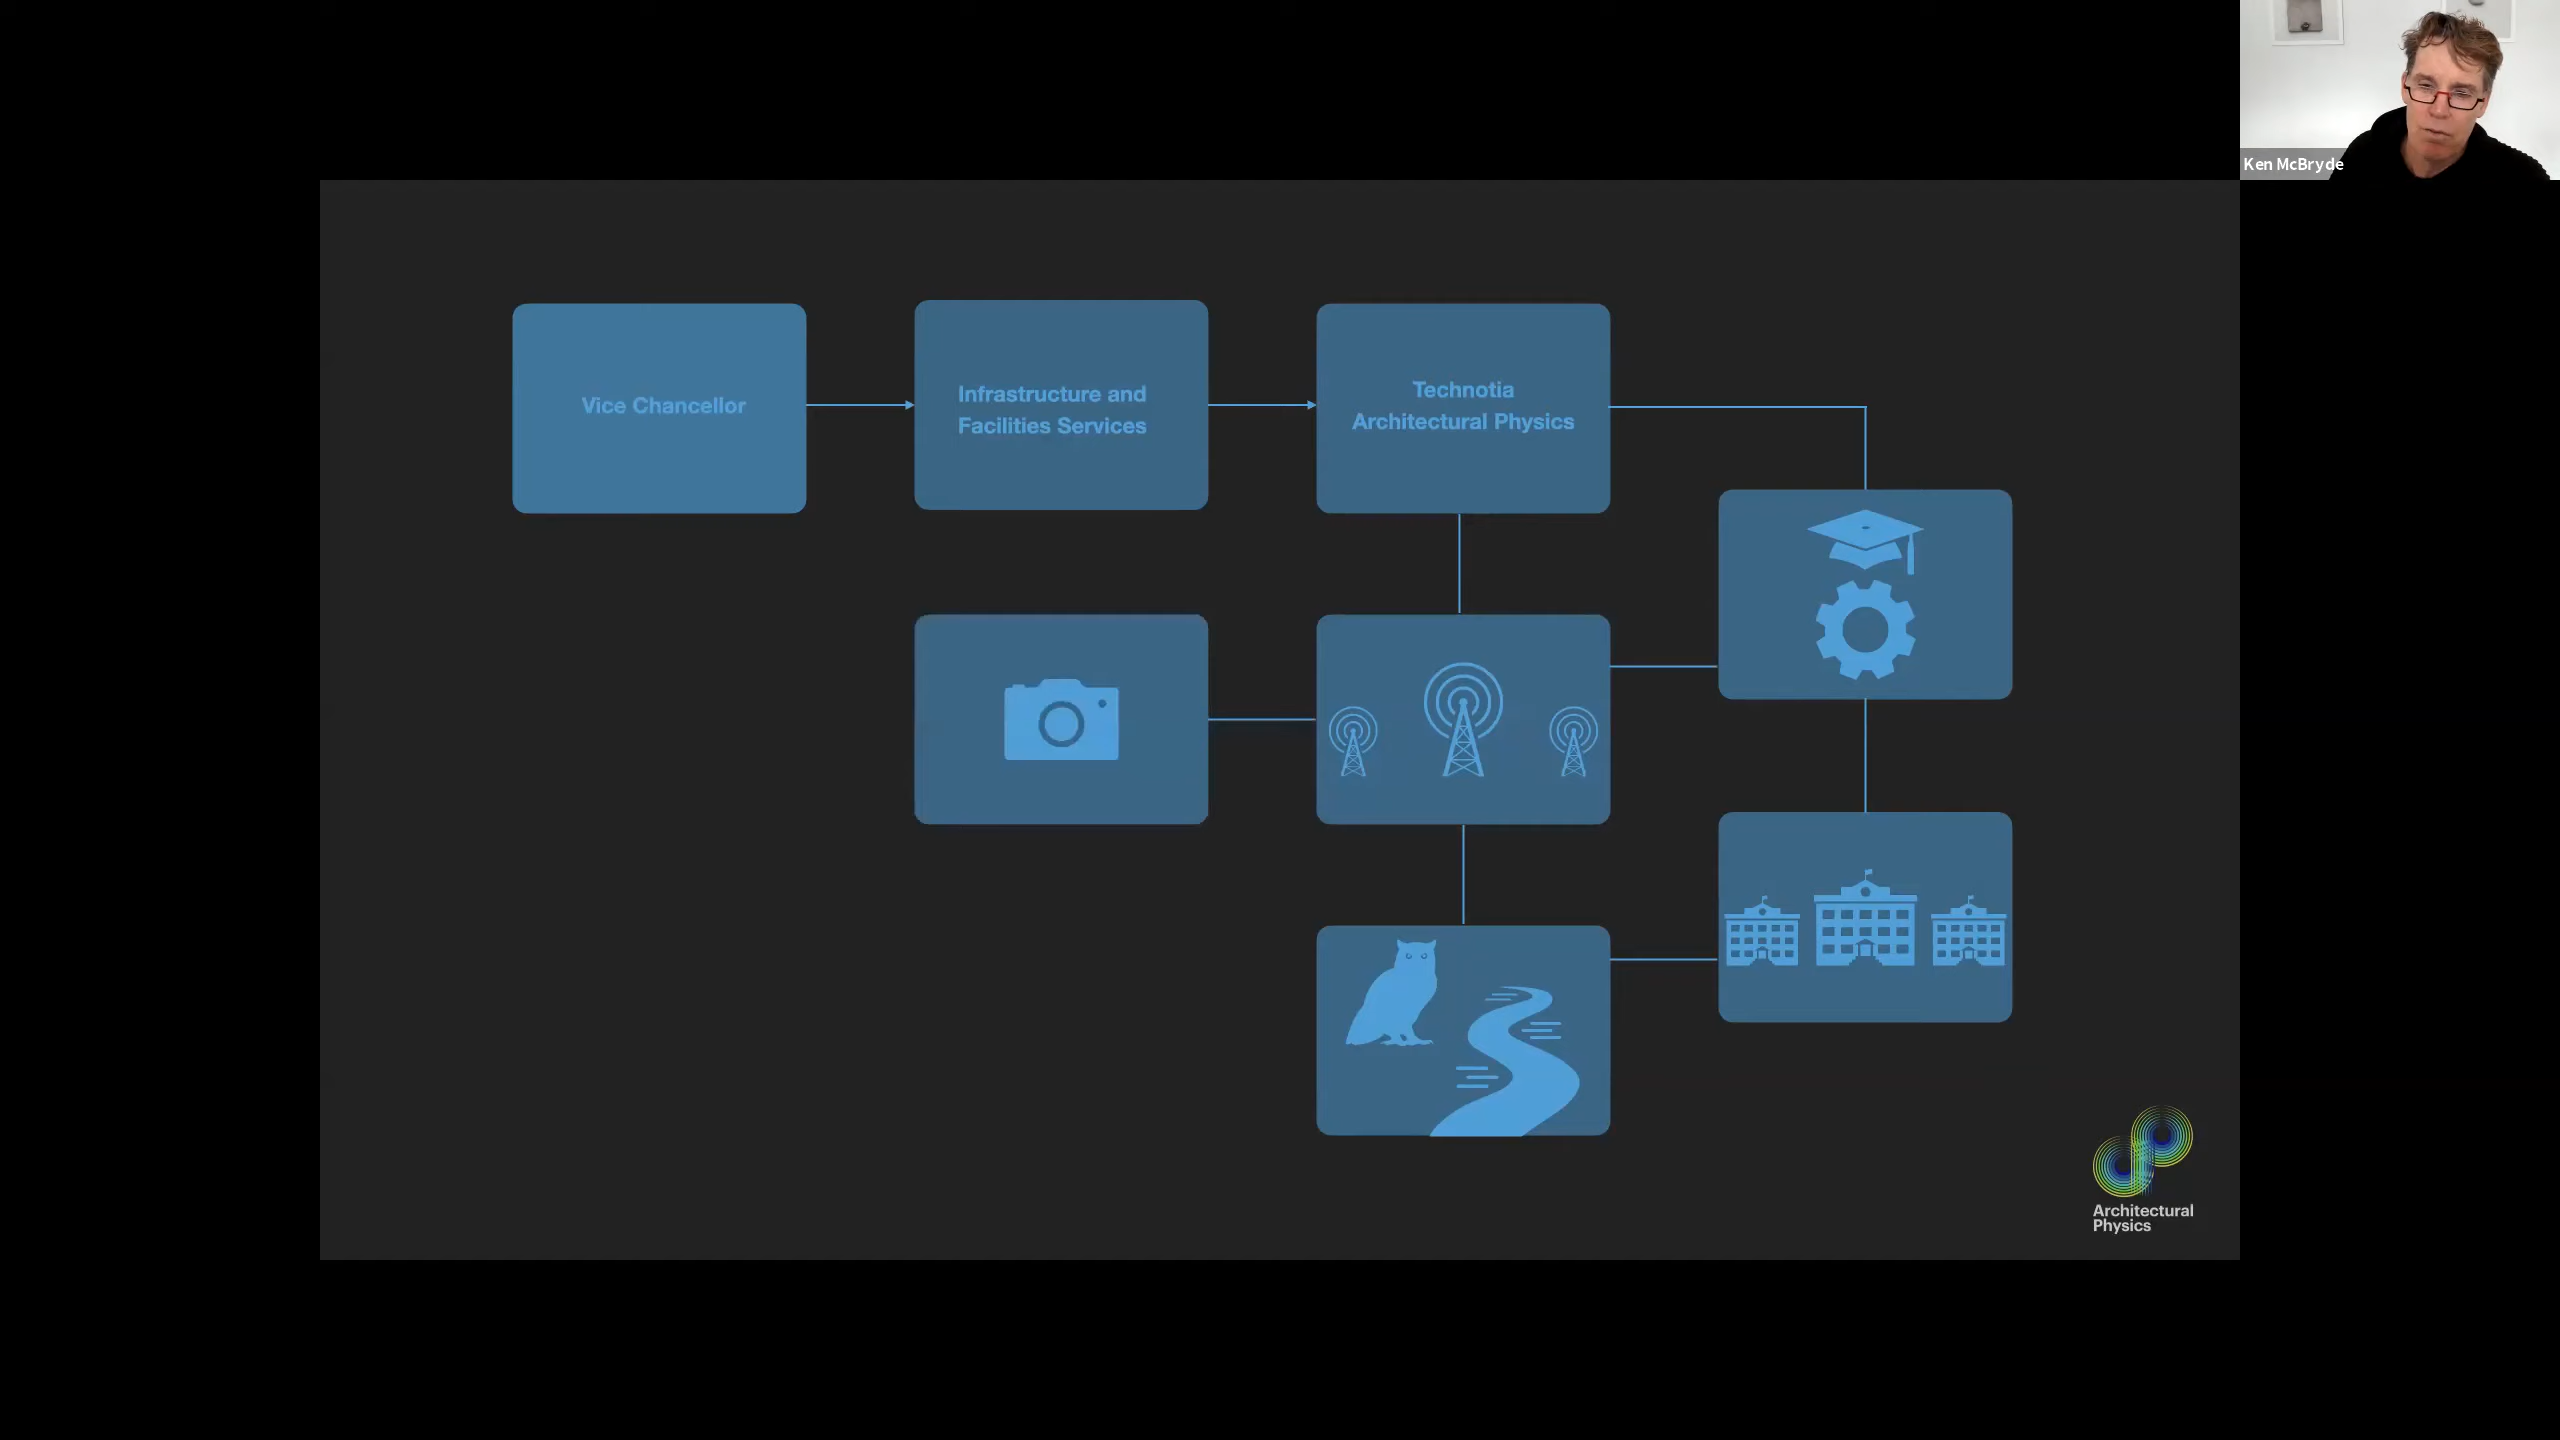 Ken McBryde
Vice Chancellor
Infrastructure and
Facilities Services
Technotia
Architectural Physics
Architectural
Physics